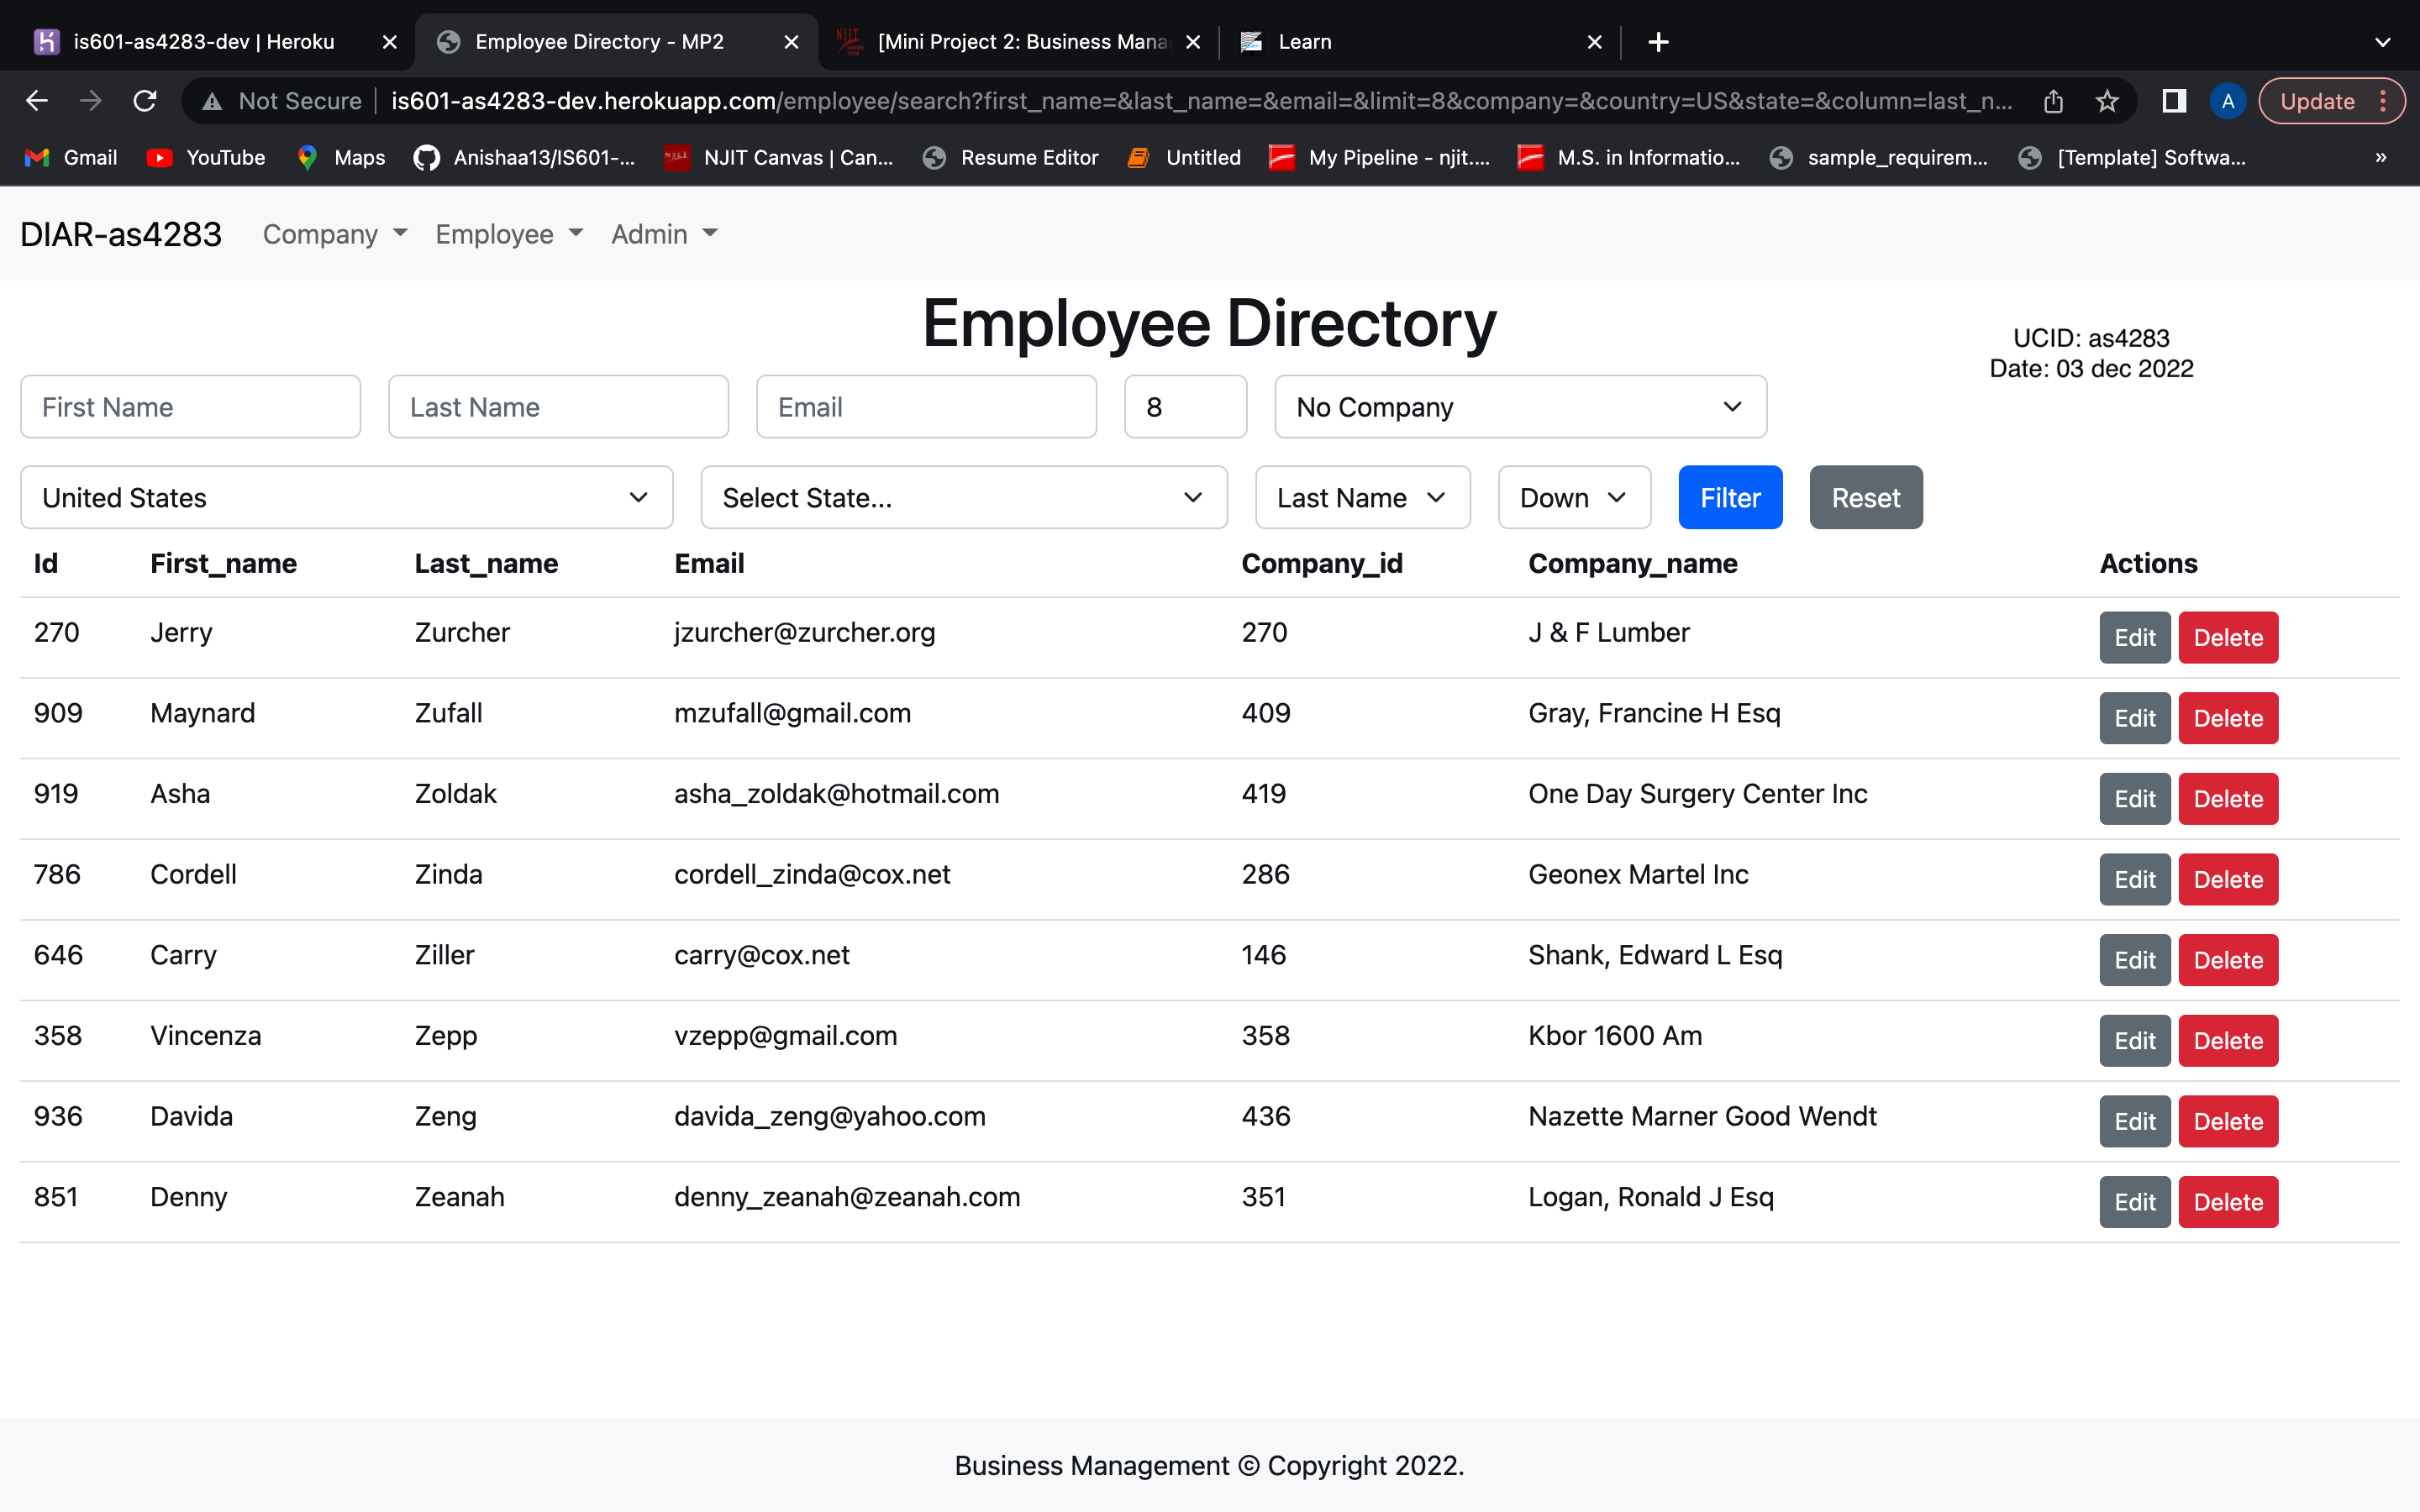 is601-as4283-dev | Heroku
Employee Directory - MP2
[Mini Project 2: Business Mana
Learn
Not Secure
is601-as4283-dev.herokuapp.com/employee/search?first_name=&last_name=&email=&limit=8&company=&country=US&state=&column=last_n...
A
Update
Gmail YouTube Maps Anishaa13/IS601-... NJIT Canvas | Can... Resume Editor Untitled My Pipeline - njit.... M.S. in Informatio... sample_requirem... [Template] Softwa... »
DIAR-as4283 Company Employee Admin
Employee Directory
UCID: as4283
Date: 03 dec 2022
First Name Last Name Email 8 No Company
United States Select State... Last Name Down Filter Reset
Id First_name Last_name Email Company_id Company_name Actions
270 Jerry Zurcher jzurcher@zurcher.org 270 J & F Lumber Edit Delete
909 Maynard Zufall mzufall@gmail.com 409 Gray, Francine H Esq Edit Delete
919 Asha Zoldak asha_zoldak@hotmail.com 419 One Day Surgery Center Inc Edit Delete
786 Cordell Zinda cordell_zinda@cox.net 286 Geonex Martel Inc Edit Delete
646 Carry Ziller carry@cox.net 146 Shank, Edward L Esq Edit Delete
358 Vincenza Zepp vzepp@gmail.com 358 Kbor 1600 Am Edit Delete
936 Davida Zeng davida_zeng@yahoo.com 436 Nazette Marner Good Wendt Edit Delete
851 Denny Zeanah denny_zeanah@zeanah.com 351 Logan, Ronald J Esq Edit Delete
Business Management © Copyright 2022.